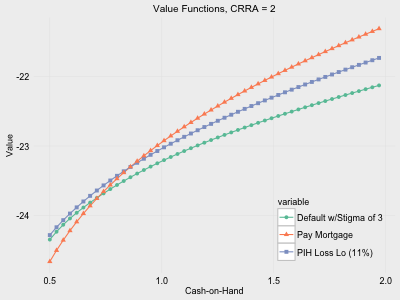 Value Functions, CRRA = 2
Value
-22
-23
-24
0.5
1.0
1.5
2.0
Cash-on-Hand
variable
Default w/Stigma of 3
Pay Mortgage
PIH Loss Lo (11%)